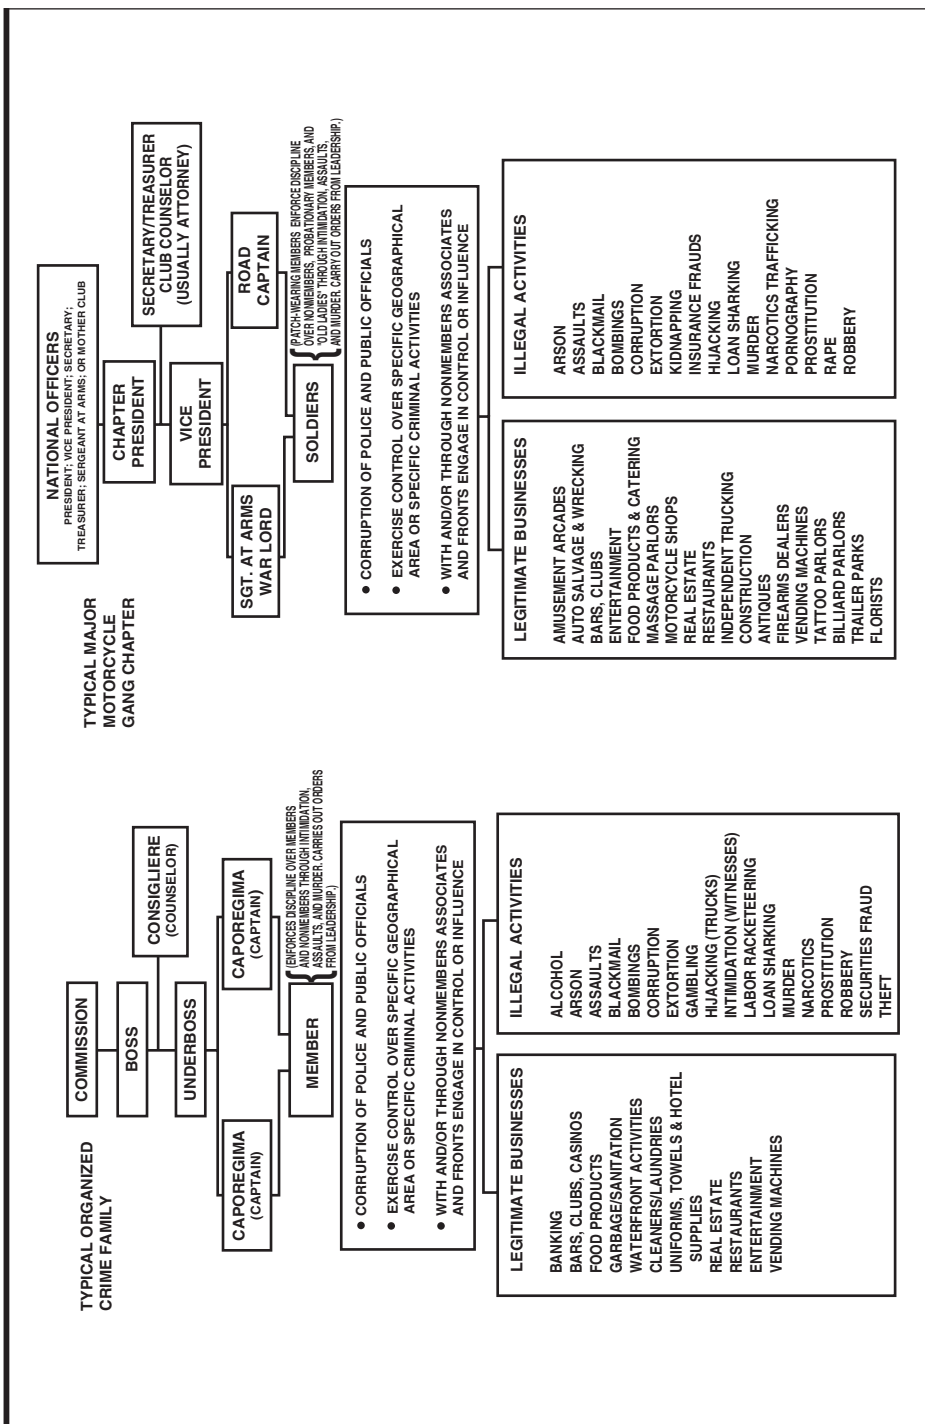 TYPICAL ORGANIZED
CRIME FAMILY
COMMISSION
BOSS
CONSIGLIERE
(COUNSELOR)
UNDERBOSS
CAPOREGIMA
(CAPTAIN)
CAPOREGIMA
(CAPTAIN)
MEMBER
(ENFORCES DISCIPLINE OVER MEMBERS
AND NONMEMBERS THROUGH INTIMIDATION,
ASSAULTS, AND MURDER. CARRIES OUT ORDERS
FROM LEADERSHIP.)
• CORRUPTION OF POLICE AND PUBLIC OFFICIALS
• EXERCISE CONTROL OVER SPECIFIC GEOGRAPHICAL
AREA OR SPECIFIC CRIMINAL ACTIVITIES
• WITH AND/OR THROUGH NONMEMBERS ASSOCIATES
AND FRONTS ENGAGE IN CONTROL OR INFLUENCE
LEGITIMATE BUSINESSES
BANKING
BARS, CLUBS, CASINOS
FOOD PRODUCTS
GARBAGE/SANITATION
WATERFRONT ACTIVITIES
CLEANERS/LAUNDRIES
UNIFORMS, TOWELS & HOTEL
SUPPLIES
REAL ESTATE
RESTAURANTS
ENTERTAINMENT
VENDING MACHINES
ILLEGAL ACTIVITIES
ALCOHOL
ARSON
ASSAULTS
BLACKMAIL
BOMBINGS
CORRUPTION
EXTORTION
GAMBLING
HIJACKING (TRUCKS)
INTIMIDATION (WITNESSES)
LABOR RACKETEERING
LOAN SHARKING
MURDER
NARCOTICS
PROSTITUTION
ROBBERY
SECURITIES FRAUD
THEFT
TYPICAL MAJOR
MOTORCYCLE
GANG CHAPTER
NATIONAL OFFICERS
PRESIDENT; VICE PRESIDENT; SECRETARY;
TREASURER; SERGEANT AT ARMS; OR MOTHER CLUB
CHAPTER
PRESIDENT
SECRETARY/TREASURER
CLUB COUNSELOR
(USUALLY ATTORNEY)
VICE
PRESIDENT
SGT. AT ARMS
WAR LORD
ROAD
CAPTAIN
SOLDIERS
(PATCH-WEARING MEMBERS ENFORCE DISCIPLINE
OVER NONMEMBERS, PROBATIONARY MEMBERS, AND
"OLD LADIES" THROUGH INTIMIDATION, ASSAULTS,
AND MURDER. CARRY OUT ORDERS FROM LEADERSHIP.)
• CORRUPTION OF POLICE AND PUBLIC OFFICIALS
• EXERCISE CONTROL OVER SPECIFIC GEOGRAPHICAL
AREA OR SPECIFIC CRIMINAL ACTIVITIES
• WITH AND/OR THROUGH NONMEMBERS ASSOCIATES
AND FRONTS ENGAGE IN CONTROL OR INFLUENCE
LEGITIMATE BUSINESSES
AMUSEMENT ARCADES
AUTO SALVAGE & WRECKING
BARS, CLUBS
ENTERTAINMENT
FOOD PRODUCTS & CATERING
MASSAGE PARLORS
MOTORCYCLE SHOPS
REAL ESTATE
RESTAURANTS
INDEPENDENT TRUCKING
CONSTRUCTION
ANTIQUES
FIREARMS DEALERS
VENDING MACHINES
TATTOO PARLORS
BILLIARD PARLORS
TRAILER PARKS
FLORISTS
ILLEGAL ACTIVITIES
ARSON
ASSAULTS
BLACKMAIL
BOMBINGS
CORRUPTION
EXTORTION
KIDNAPPING
INSURANCE FRAUDS
HIJACKING
LOAN SHARKING
MURDER
NARCOTICS TRAFFICKING
PORNOGRAPHY
PROSTITUTION
RAPE
ROBBERY